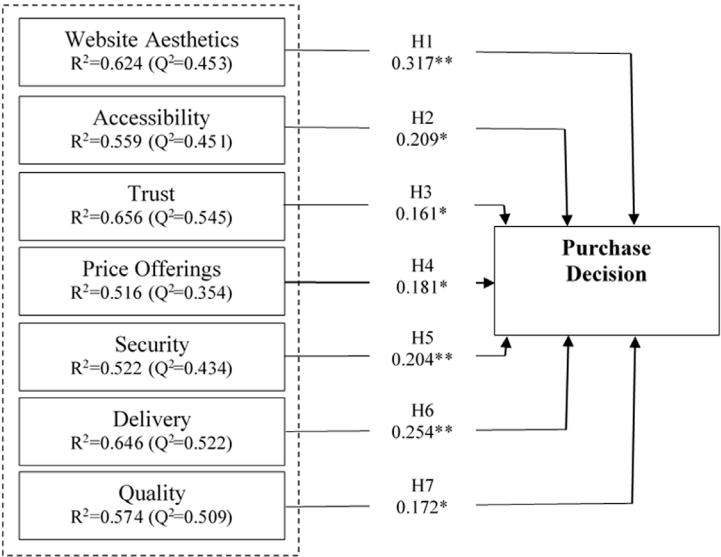 Website Aesthetics
R²=0.624 (Q²=0.453)
H1
0.317**
Accessibility
R²=0.559 (Q²=0.451)
H2
0.209*
Trust
R²=0.656 (Q²=0.545)
H3
0.161*
Price Offerings
R²=0.516 (Q²=0.354)
H4
0.181*
Security
R²=0.522 (Q²=0.434)
H5
0.204**
Delivery
R²=0.646 (Q²=0.522)
H6
0.254**
Quality
R²=0.574 (Q²=0.509)
H7
0.172*
Purchase
Decision